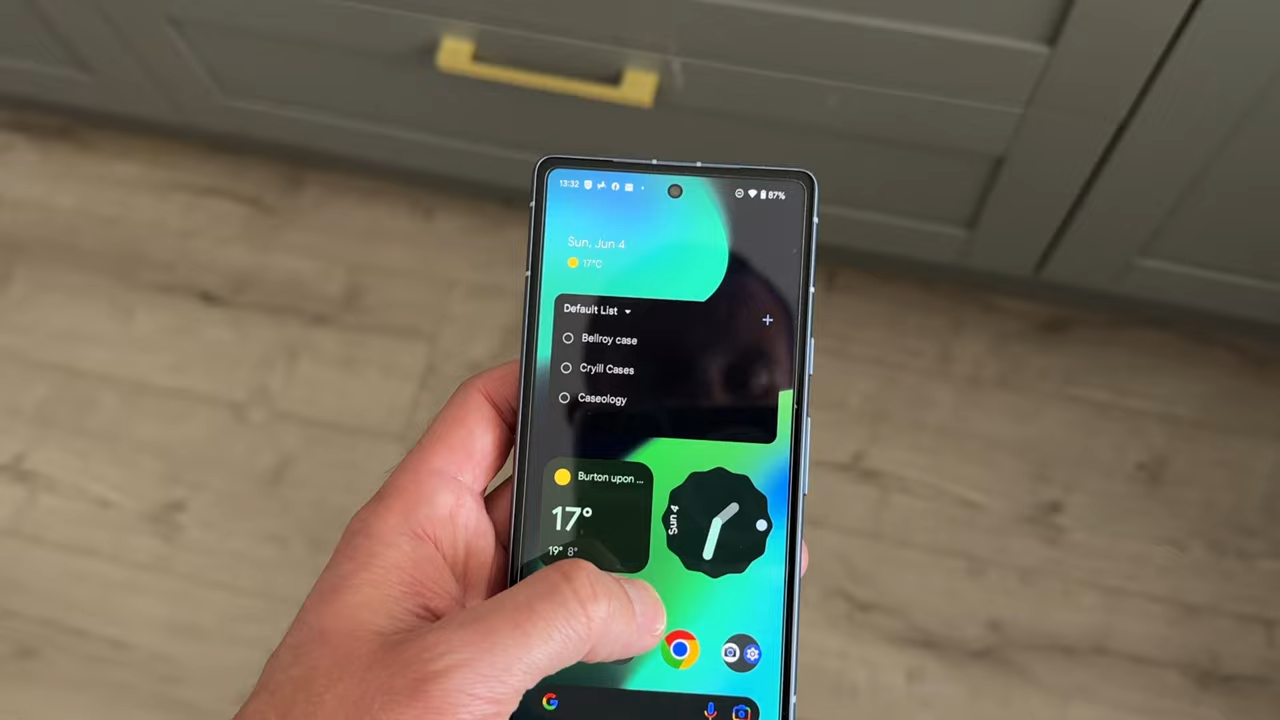 13:32
87%
Sun, Jun 4
17°C
Default List
Bellroy case
Cryill Cases
Caseology
Burton upon ...
17°
19° 8°
Sun 4